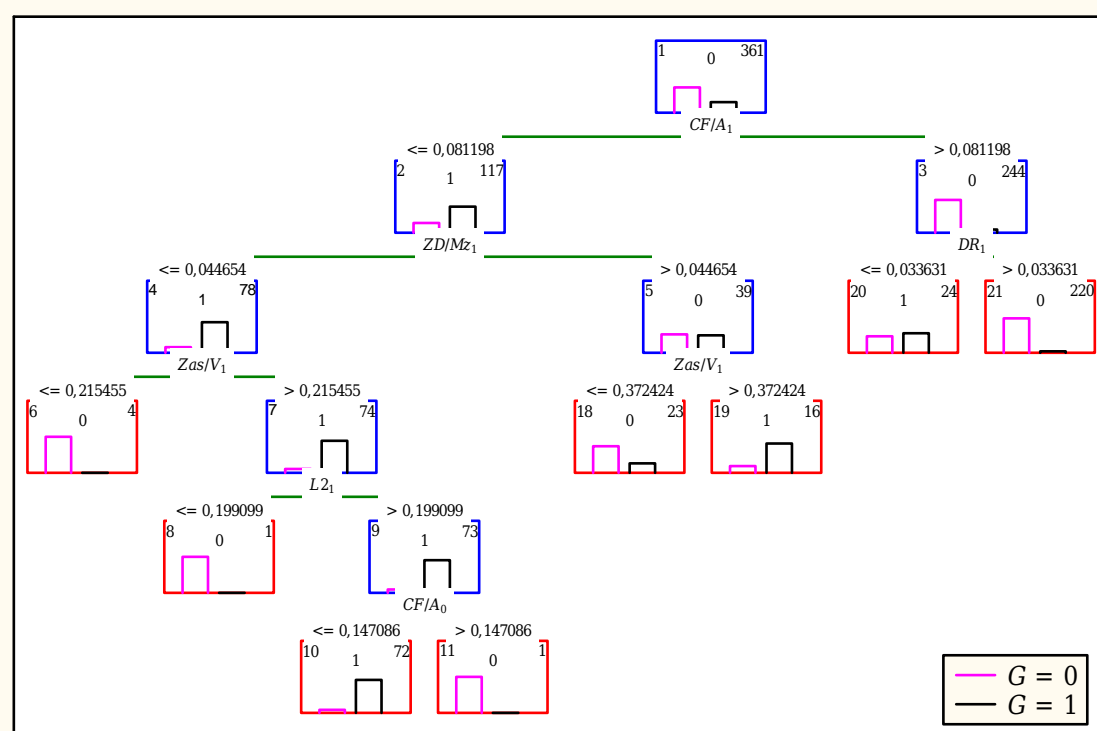 1 0 361
CF/A₁
<= 0,081198 > 0,081198
2 1 117 3 0 244
ZD/Mz₁ DR₁
<= 0,044654 > 0,044654 <= 0,033631 > 0,033631
4 1 78 5 0 39 20 1 24 21 0 220
Zas/V₁ Zas/V₁
<= 0,215455 > 0,215455 <= 0,372424 > 0,372424
6 0 4 7 1 74 18 0 23 19 1 16
L2₁
<= 0,199099 > 0,199099
8 0 1 9 1 73
CF/A₀
<= 0,147086 > 0,147086
10 1 72 11 0 1
G = 0
G = 1